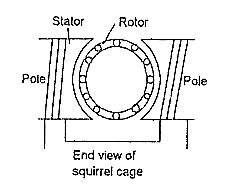 Stator
Rotor
Pole
Pole
End view of
squirrel cage